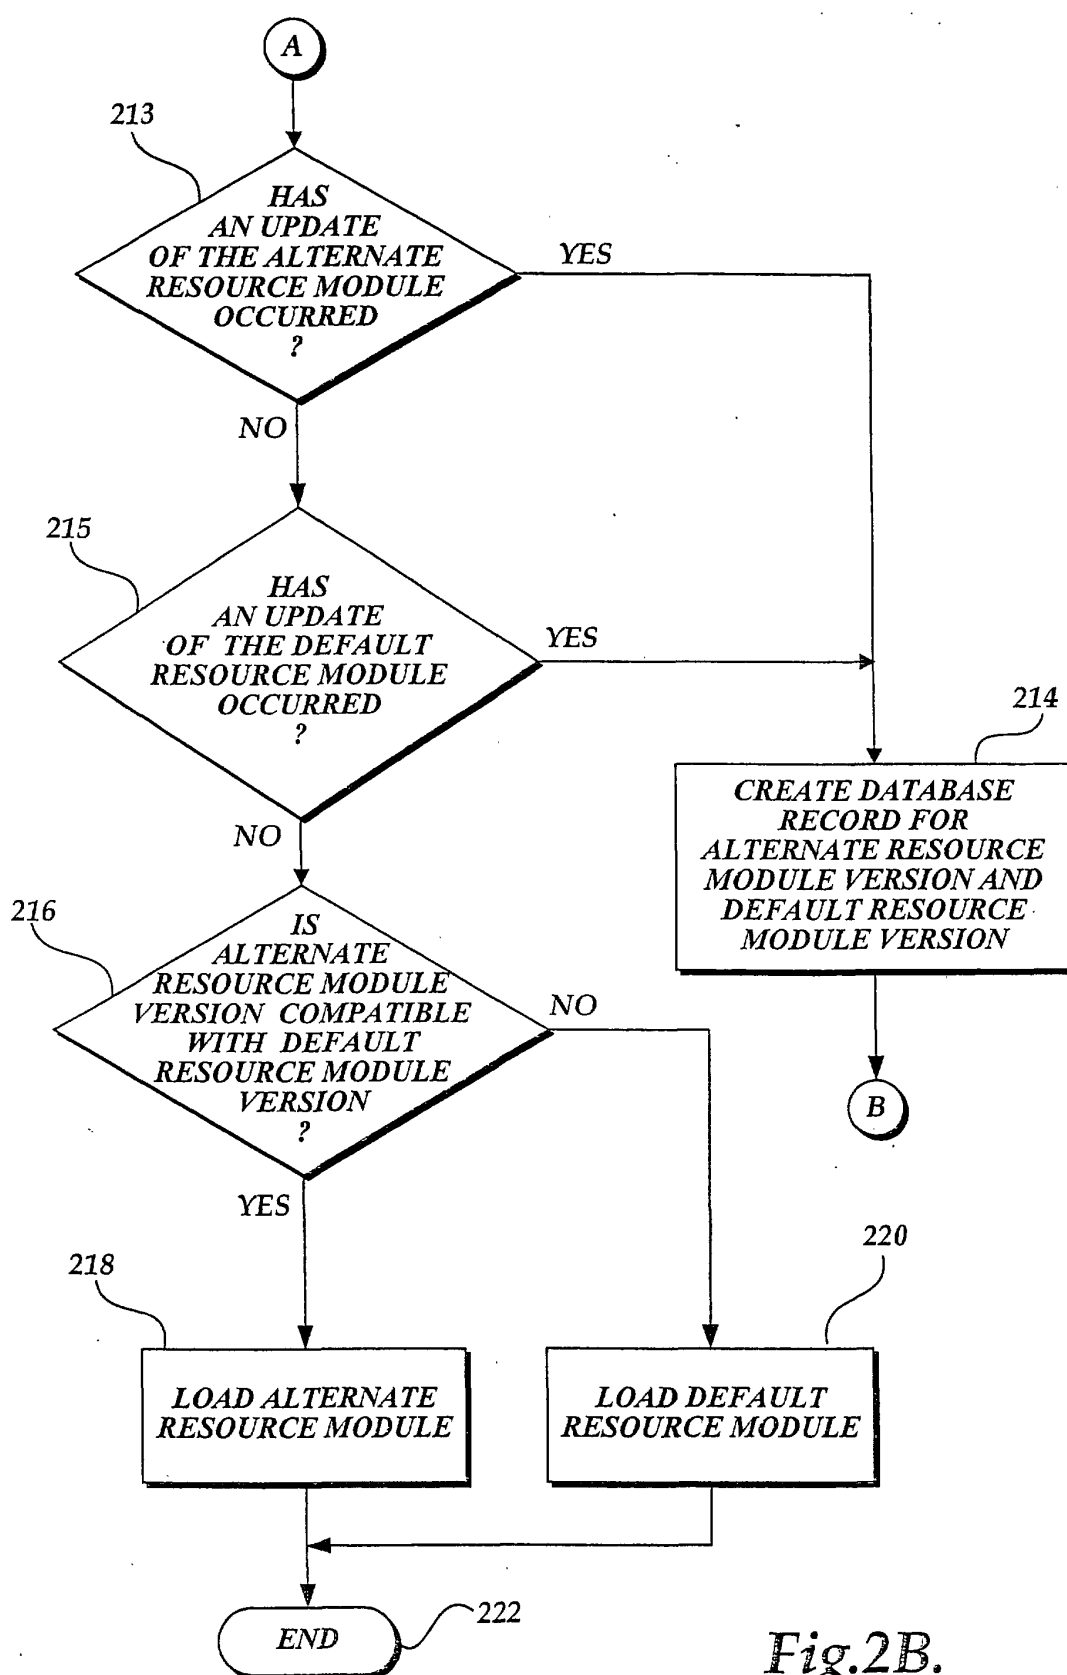 A
213
HAS
AN UPDATE
OF THE ALTERNATE
RESOURCE MODULE
OCCURRED
?
YES
NO
215
HAS
AN UPDATE
OF THE DEFAULT
RESOURCE MODULE
OCCURRED
?
YES
NO
214
CREATE DATABASE
RECORD FOR
ALTERNATE RESOURCE
MODULE VERSION AND
DEFAULT RESOURCE
MODULE VERSION
B
216
IS
ALTERNATE
RESOURCE MODULE
VERSION COMPATIBLE
WITH DEFAULT
RESOURCE MODULE
VERSION
?
NO
YES
218
LOAD ALTERNATE
RESOURCE MODULE
220
LOAD DEFAULT
RESOURCE MODULE
END
222
Fig.2B.